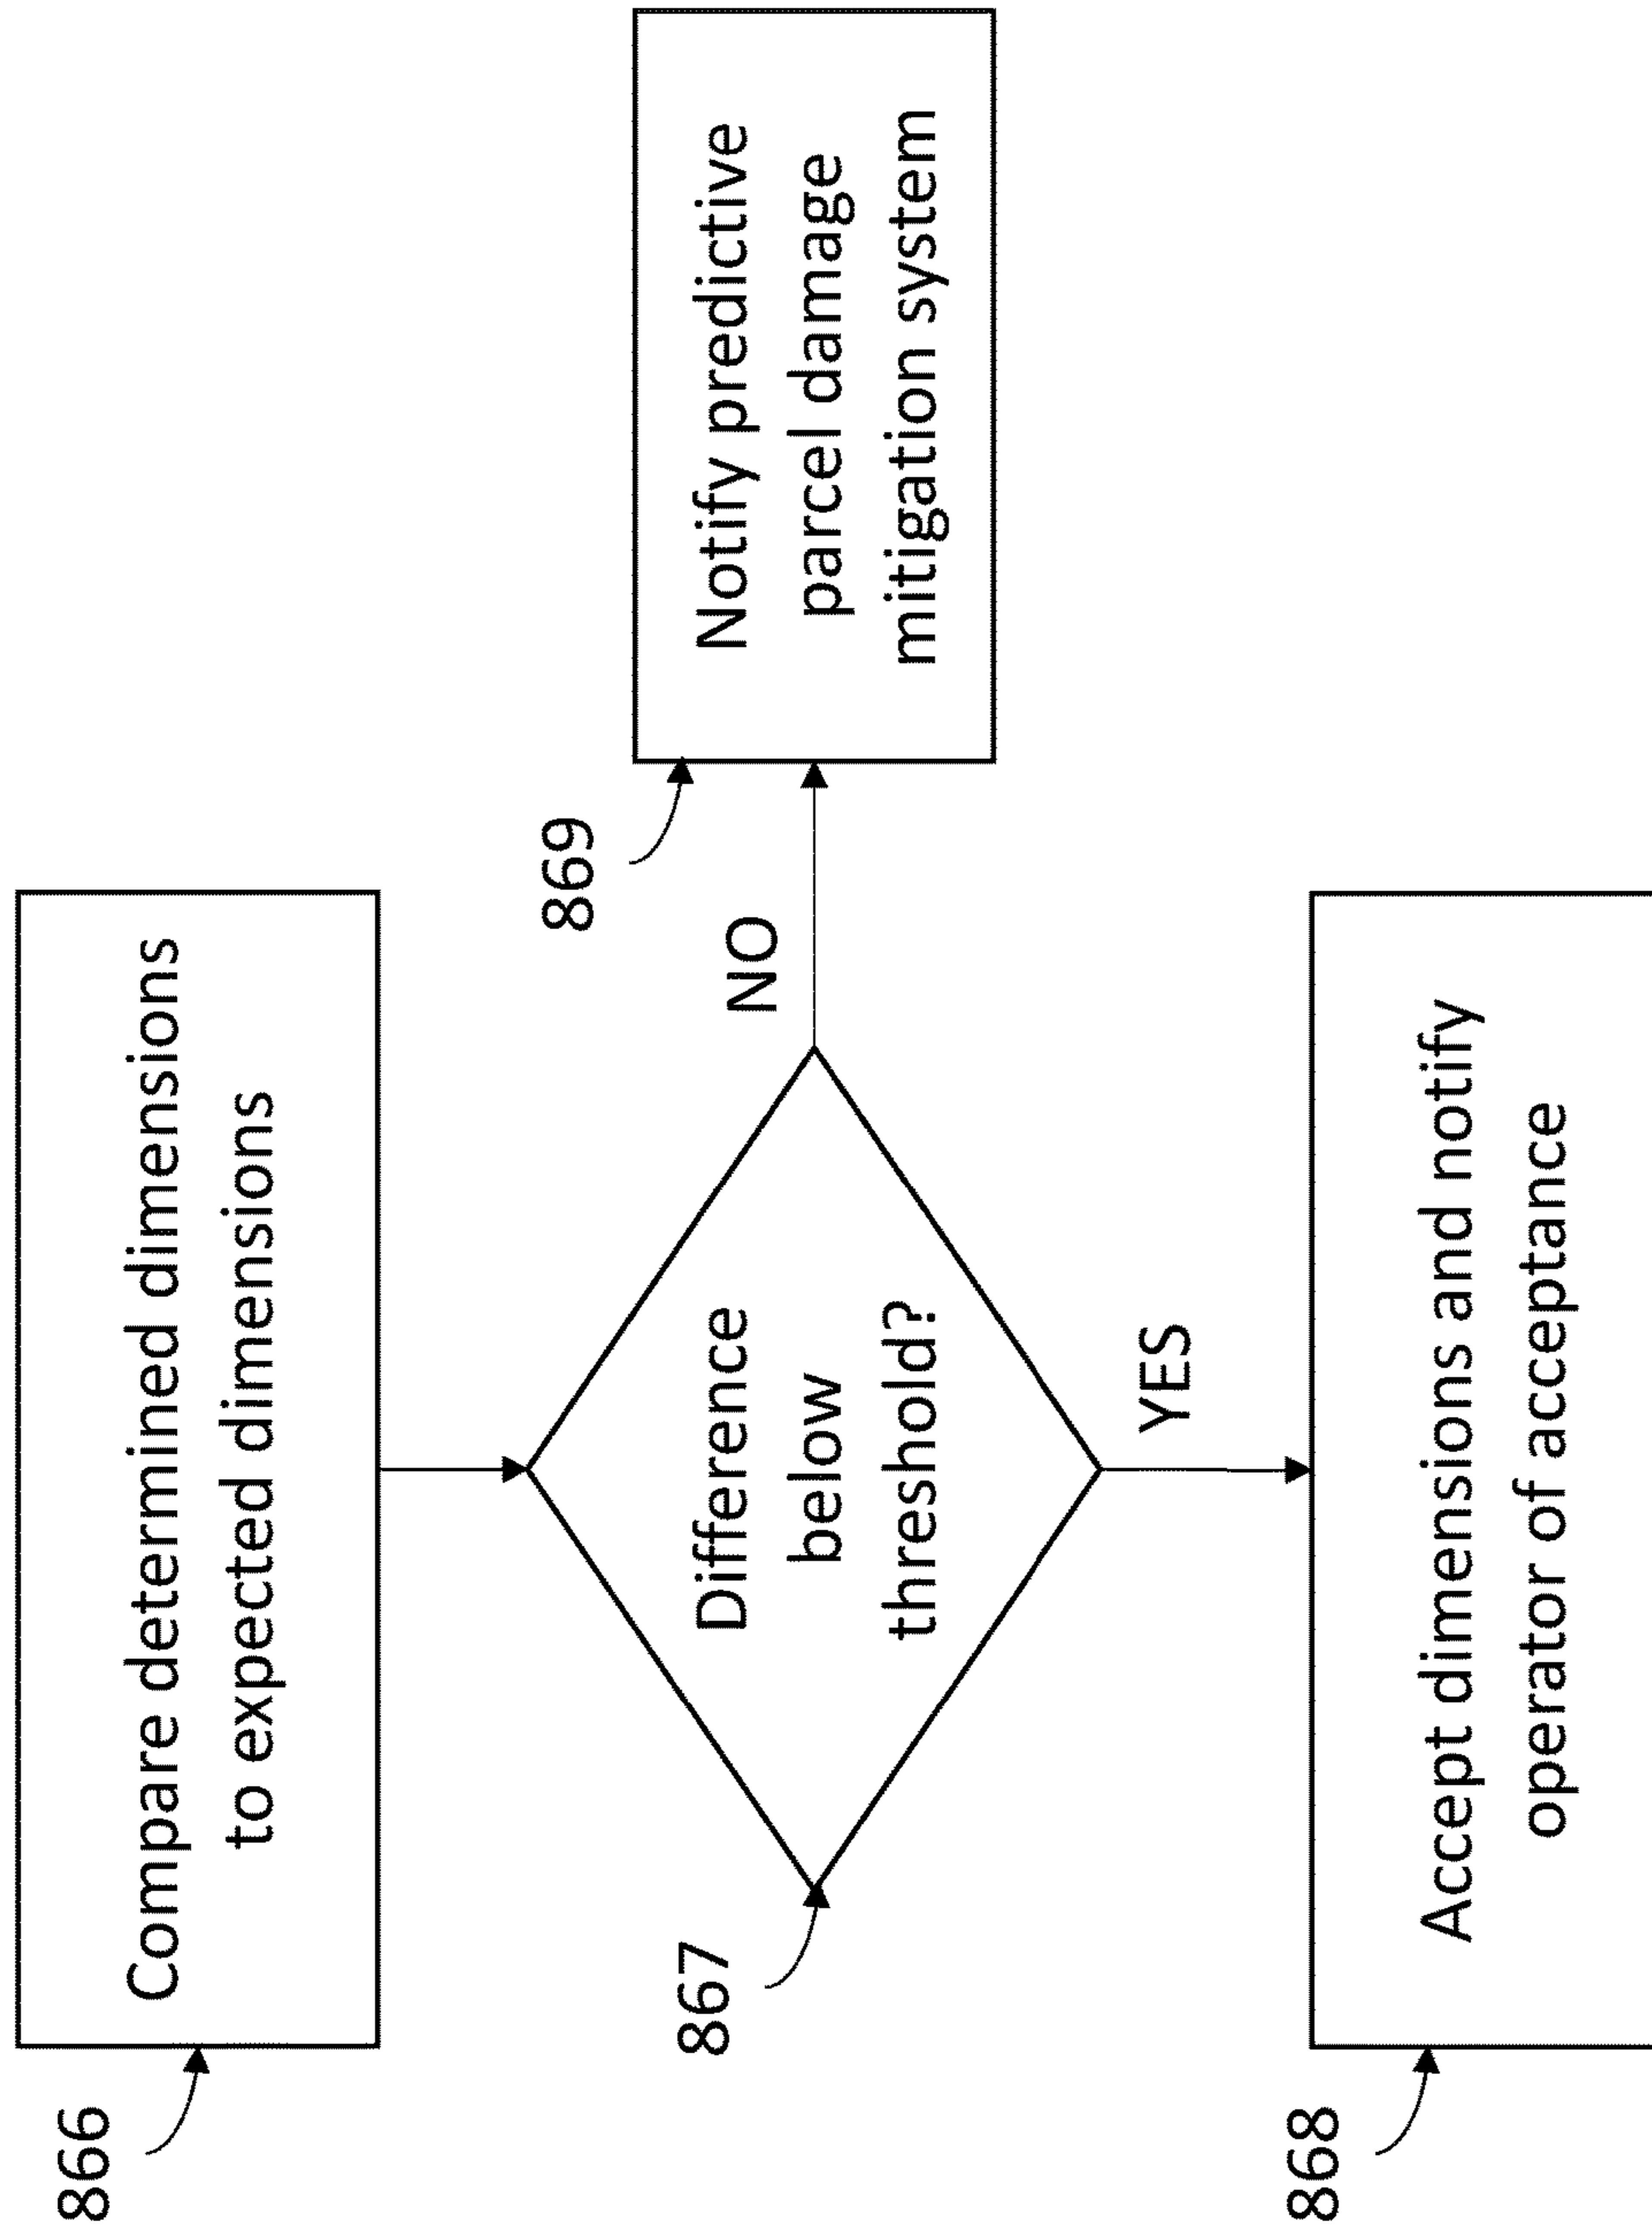 866
Compare determined dimensions
to expected dimensions
867
Difference
below
threshold?
NO
869
Notify predictive
parcel damage
mitigation system
YES
868
Accept dimensions and notify
operator of acceptance